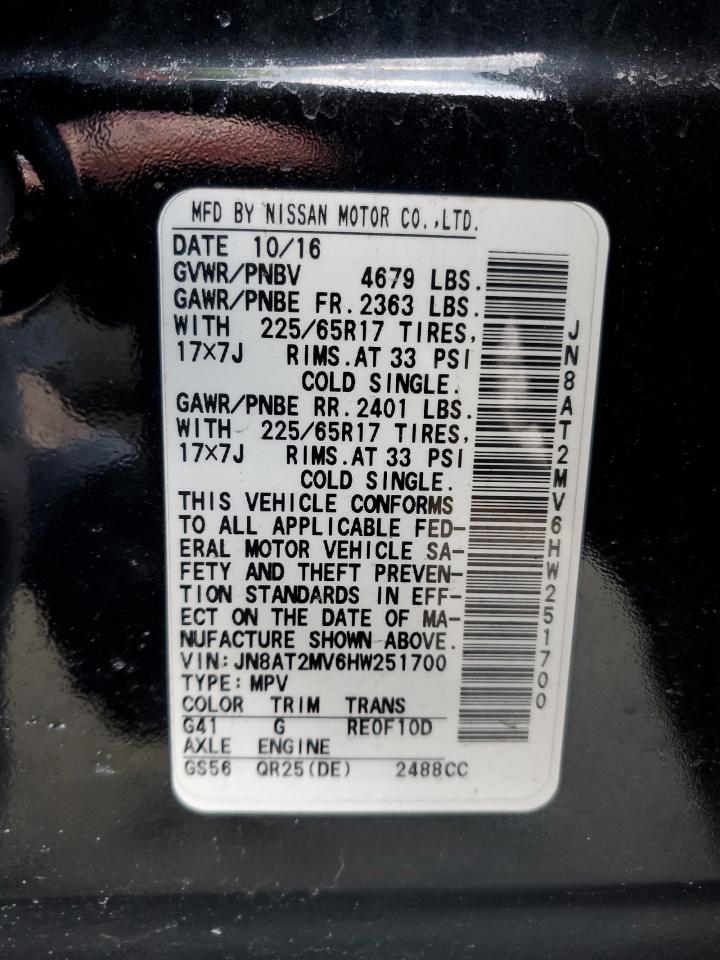 MFD BY NISSAN MOTOR CO.,LTD.
DATE 10/16
GVWR/PNBV 4679 LBS.
GAWR/PNBE FR. 2363 LBS.
WITH 225/65R17 TIRES,
17×7J RIMS. AT 33 PSI
COLD SINGLE.
GAWR/PNBE RR. 2401 LBS.
WITH 225/65R17 TIRES,
17×7J RIMS. AT 33 PSI
COLD SINGLE.
THIS VEHICLE CONFORMS
TO ALL APPLICABLE FED-
ERAL MOTOR VEHICLE SA-
FETY AND THEFT PREVEN-
TION STANDARDS IN EFF-
ECT ON THE DATE OF MA-
NUFACTURE SHOWN ABOVE.
VIN: JN8AT2MV6HW251700
TYPE: MPV
COLOR TRIM TRANS
G41 G RE0F10D
AXLE ENGINE
GS56 QR25(DE) 2488CC
JN8AT2MV6HW251700